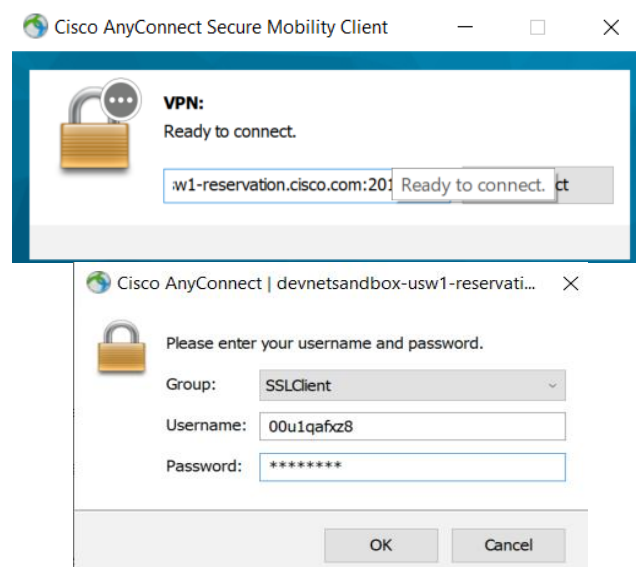 Cisco AnyConnect Secure Mobility Client
VPN:
Ready to connect.
w1-reservation.cisco.com:201 Ready to connect. ct
Cisco AnyConnect | devnetsandbox-usw1-reservati...
Please enter your username and password.
Group: SSLClient
Username: 00u1qafxz8
Password: ********
OK Cancel